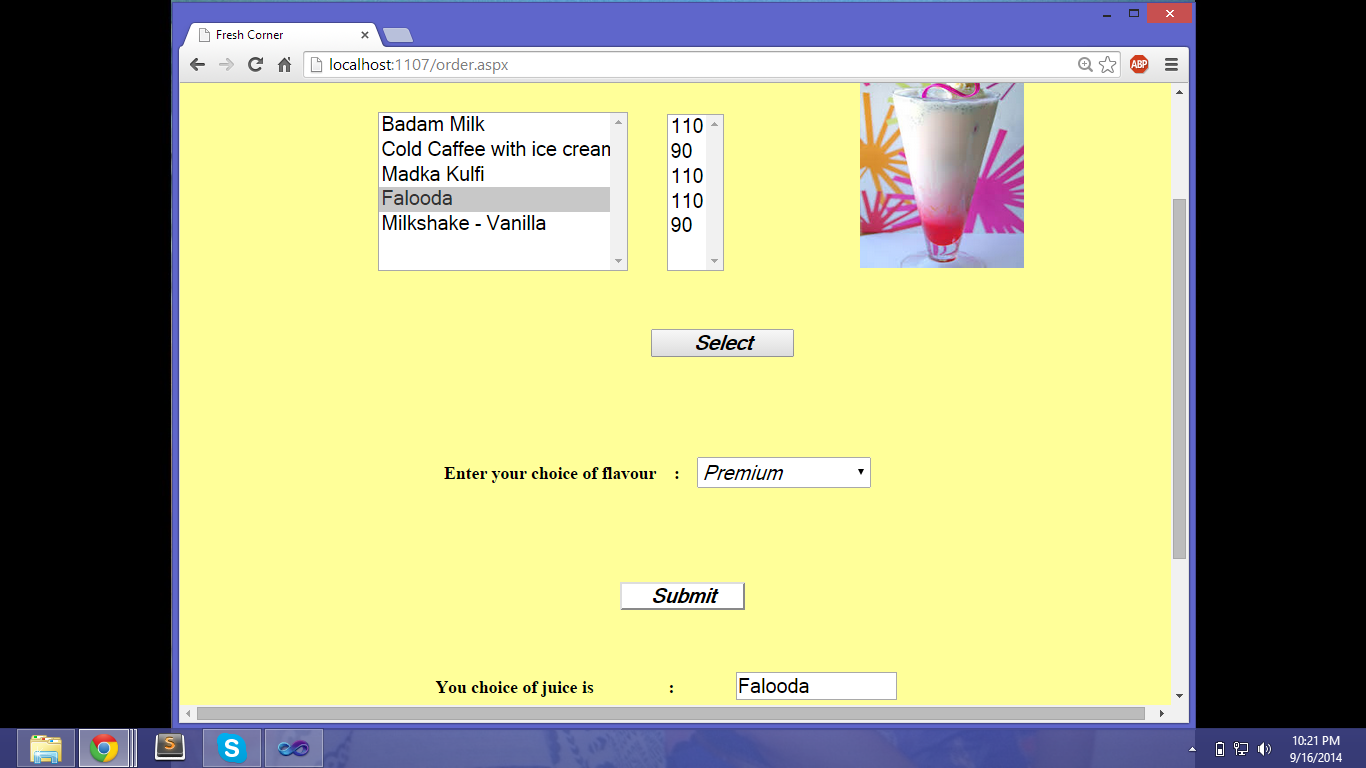 Fresh Corner
localhost:1107/order.aspx
ABP
Badam Milk
Cold Caffee with ice crean
Madka Kulfi
Falooda
Milkshake - Vanilla
110
90
110
110
90
Select
Enter your choice of flavour :
Premium
Submit
You choice of juice is :
Falooda
S
S
10:21 PM
9/16/2014